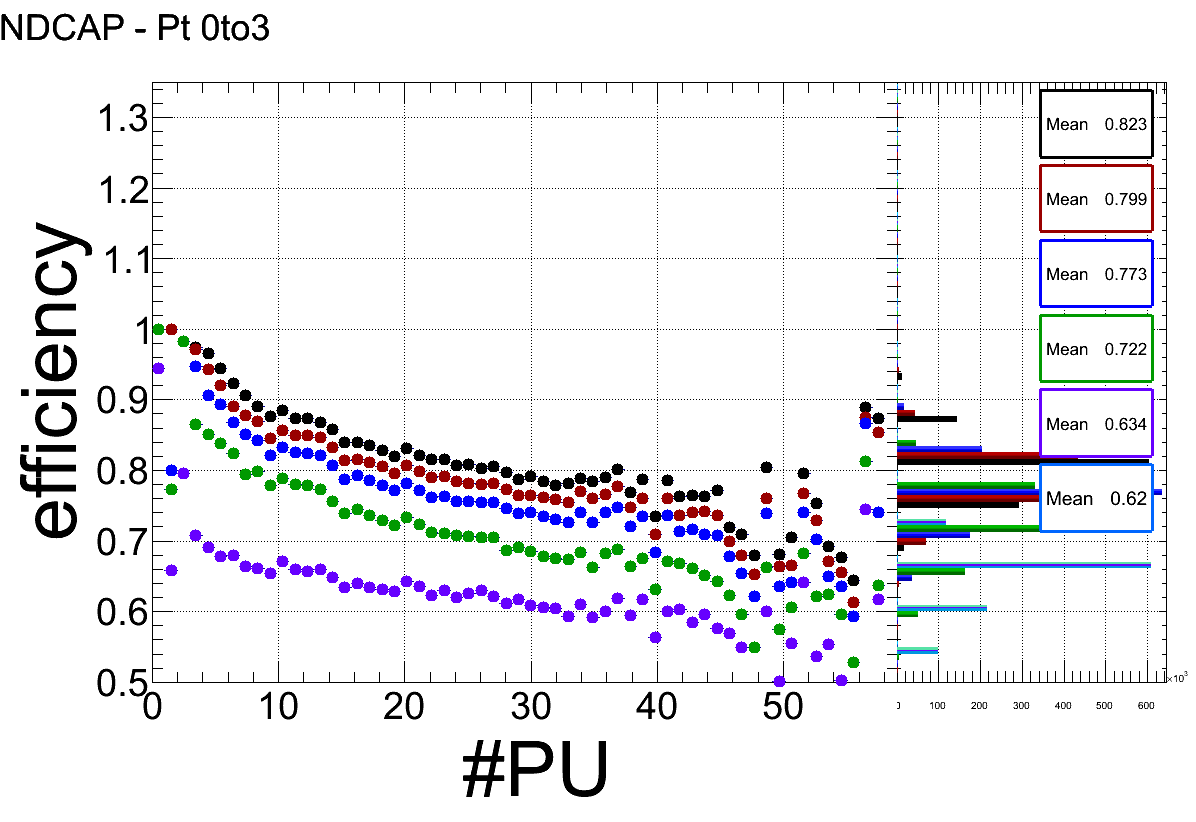 NDCAP - Pt 0to3
efficiency
1.3
1.2
1.1
1
0.9
0.8
0.7
0.6
0.5
0 10 20 30 40 50
#PU
Mean 0.823
Mean 0.799
Mean 0.773
Mean 0.722
Mean 0.634
Mean 0.62
0 100 200 300 400 500 600
×10³